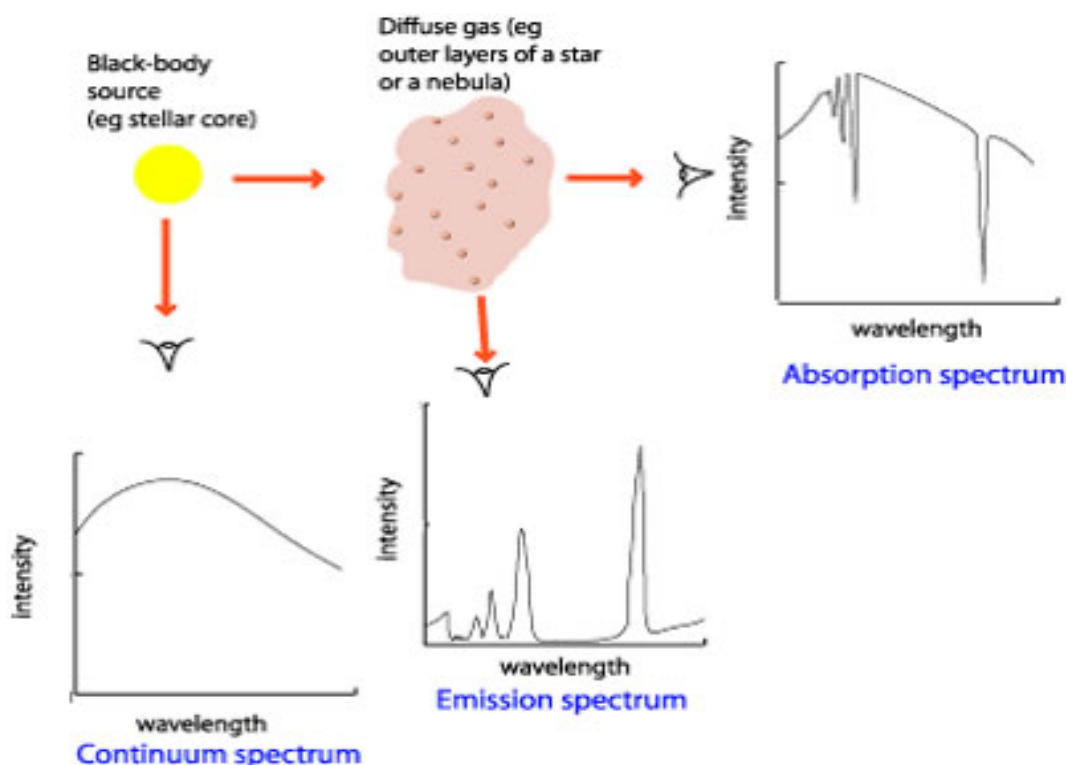 Black-body
source
(eg stellar core)
Diffuse gas (eg
outer layers of a star
or a nebula)
intensity
wavelength
Absorption spectrum
intensity
wavelength
Continuum spectrum
intensity
wavelength
Emission spectrum